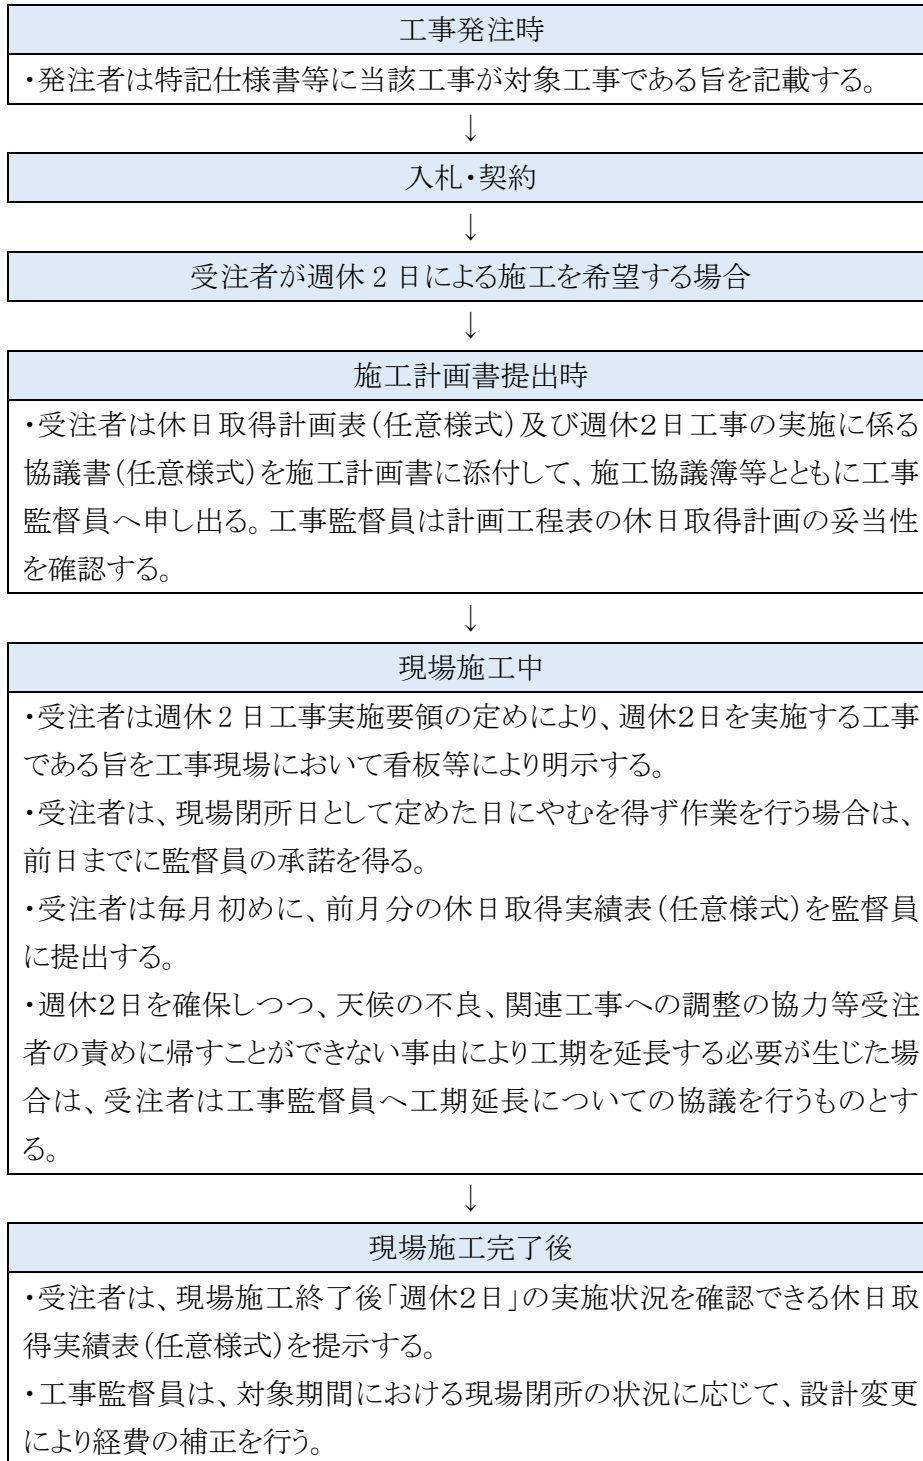 工事発注時
・発注者は特記仕様書等に当該工事が対象工事である旨を記載する。
↓
入札・契約
↓
受注者が週休 2 日による施工を希望する場合
↓
施工計画書提出時
・受注者は休日取得計画表（任意様式）及び週休２日工事の実施に係る
協議書（任意様式）を施工計画書に添付して、施工協議簿等とともに工事
監督員へ申し出る。工事監督員は計画工程表の休日取得計画の妥当性
を確認する。
↓
現場施工中
・受注者は週休 2 日工事実施要領の定めにより、週休２日を実施する工事
である旨を工事現場において看板等により明示する。
・受注者は、現場閉所日として定めた日にやむを得ず作業を行う場合は、
前日までに監督員の承諾を得る。
・受注者は毎月初めに、前月分の休日取得実績表（任意様式）を監督員
に提出する。
・週休２日を確保しつつ、天候の不良、関連工事への調整の協力等受注
者の責めに帰すことができない事由により工期を延長する必要が生じた場
合は、受注者は工事監督員へ工期延長についての協議を行うものとす
る。
↓
現場施工完了後
・受注者は、現場施工終了後「週休２日」の実施状況を確認できる休日取
得実績表（任意様式）を提示する。
・工事監督員は、対象期間における現場閉所の状況に応じて、設計変更
により経費の補正を行う。